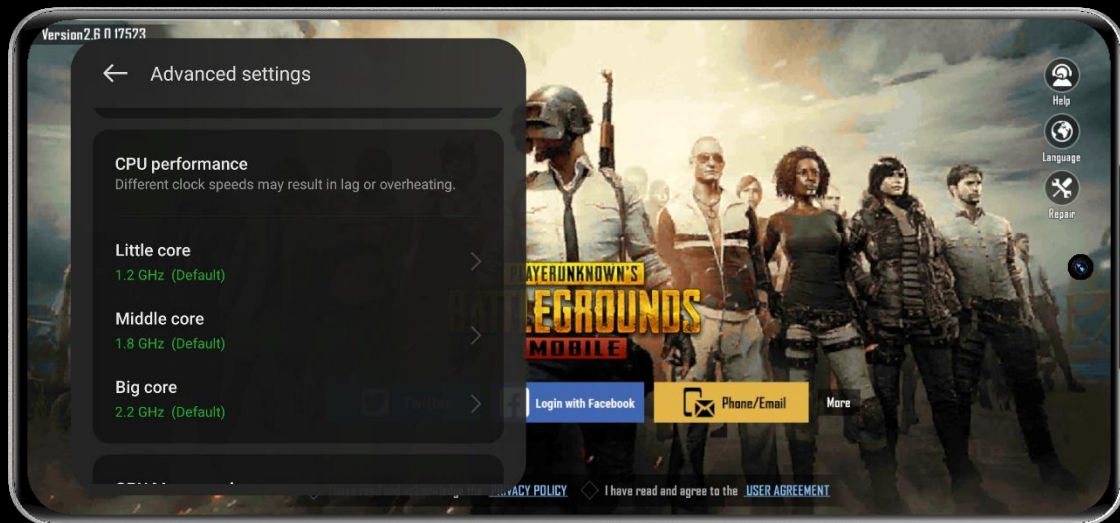 Version2.6.0.17523
Advanced settings
CPU performance
Different clock speeds may result in lag or overheating.
Little core
1.2 GHz (Default)
Middle core
1.8 GHz (Default)
Big core
2.2 GHz (Default)
Help
Language
Repair
PLAYERUNKNOWN'S
BATTLEGROUNDS
MOBILE
Twitter
Login with Facebook
Phone/Email
More
PRIVACY POLICY
I have read and agree to the USER AGREEMENT